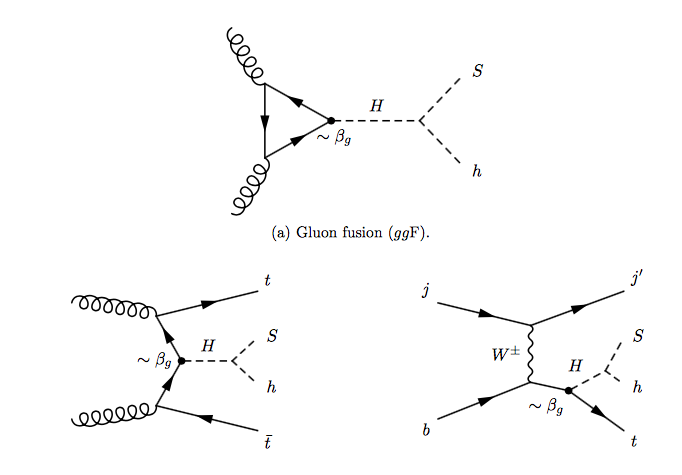 S
H
∼ β_g
h
(a) Gluon fusion (ggF).
t
S
H
∼ β_g
h
t̄
j
j′
S
W±
H
h
∼ β_g
b
t